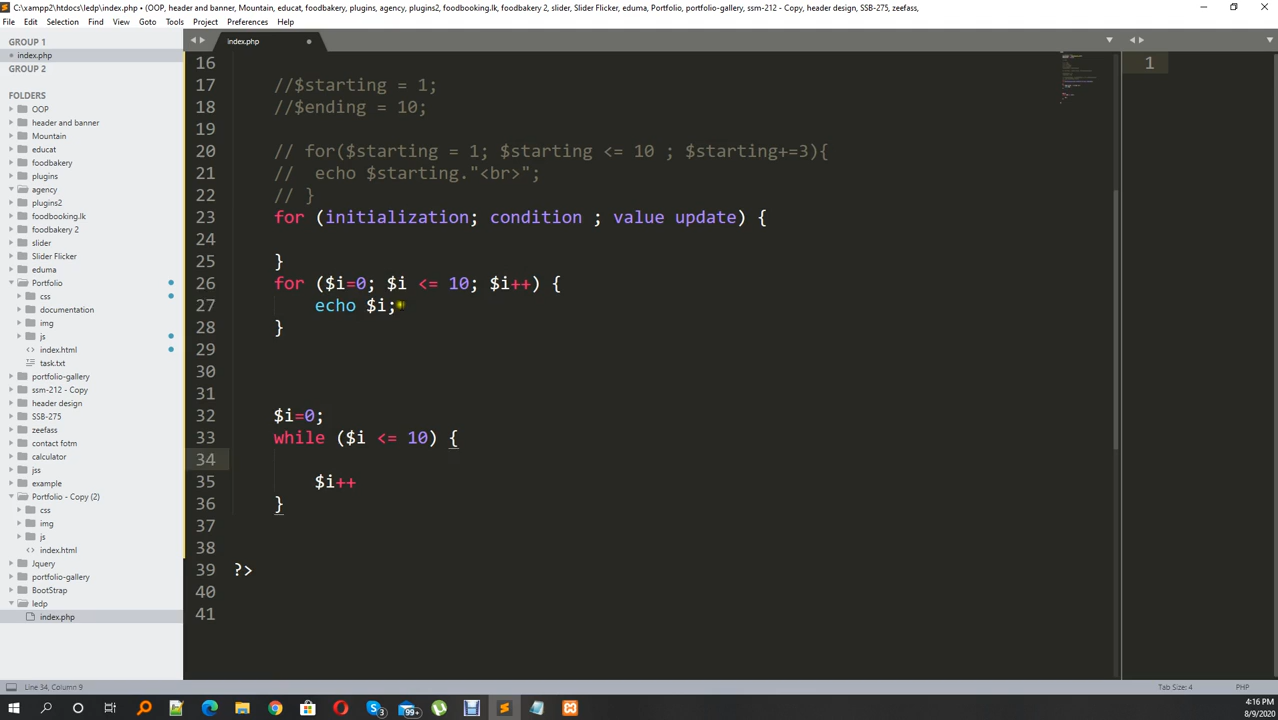 C:\xampp2\htdocs\ledp\index.php • (OOP, header and banner, Mountain, educat, foodbakery, plugins, agency, plugins2, foodbooking.lk, foodbakery 2, slider, Slider Flicker, eduma, Portfolio, portfolio-gallery, ssm-212 - Copy, header design, SSB-275, zeefass,
File Edit Selection Find View Goto Tools Project Preferences Help
GROUP 1
index.php
GROUP 2
FOLDERS
OOP
header and banner
Mountain
educat
foodbakery
plugins
agency
plugins2
foodbooking.lk
foodbakery 2
slider
Slider Flicker
eduma
Portfolio
css
documentation
img
js
index.html
task.txt
portfolio-gallery
ssm-212 - Copy
header design
SSB-275
zeefass
contact fotm
calculator
jss
example
Portfolio - Copy (2)
css
img
js
index.html
Jquery
portfolio-gallery
BootStrap
ledp
index.php
index.php
16
17 //$starting = 1;
18 //$ending = 10;
19
20 // for($starting = 1; $starting <= 10 ; $starting+=3){
21 // echo $starting."<br>";
22 // }
23 for (initialization; condition ; value update) {
24
25 }
26 for ($i=0; $i <= 10; $i++) {
27 echo $i;
28 }
29
30
31
32 $i=0;
33 while ($i <= 10) {
34
35 $i++
36 }
37
38
39 ?>
40
41
1
Line 34, Column 9 Tab Size: 4 PHP
3 99+ 4:16 PM
8/9/2020